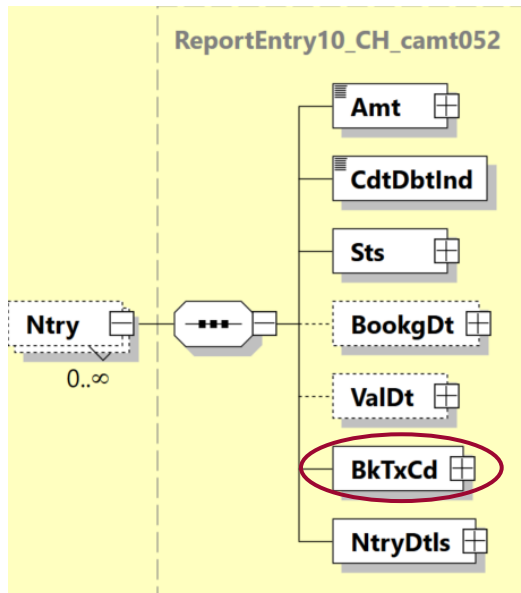 ReportEntry10_CH_camt052
Amt
CdtDbtInd
Sts
Ntry
BookgDt
0..∞
ValDt
BkTxCd
NtryDtls